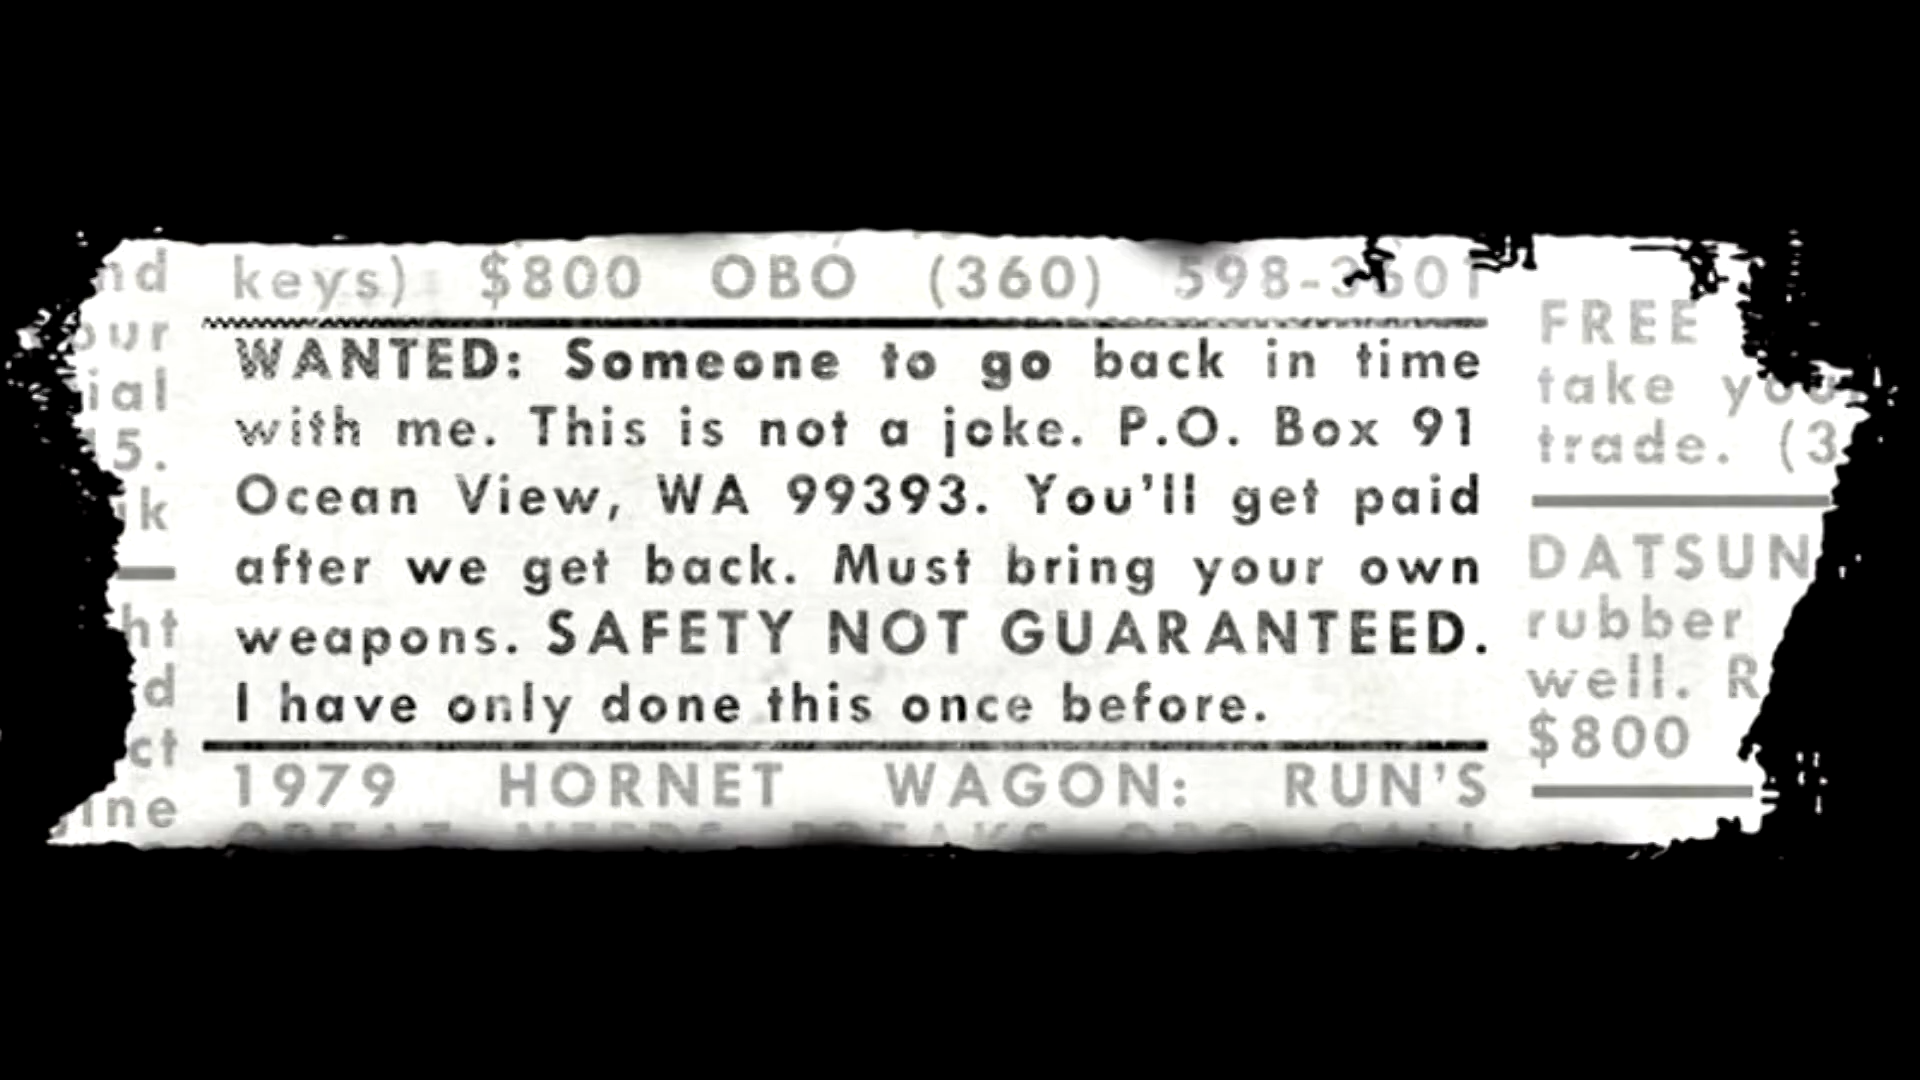 keys) $800 OBO (360)
WANTED: Someone to go back in time
with me. This is not a joke. P.O. Box 91
Ocean View, WA 99393. You'll get paid
after we get back. Must bring your own
weapons. SAFETY NOT GUARANTEED.
I have only done this once before.
1979 HORNET WAGON: RUN'S
FREE
take
trade.
DATSUN
rubber
well.
$800